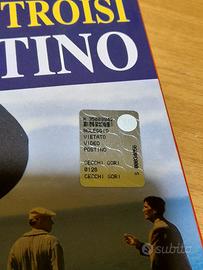 TROISI
TINO
NOLEGGIO
VIETATO
VIDEO
POSTINO
CECCHI GORI
0128
CECCHI GORI
subito